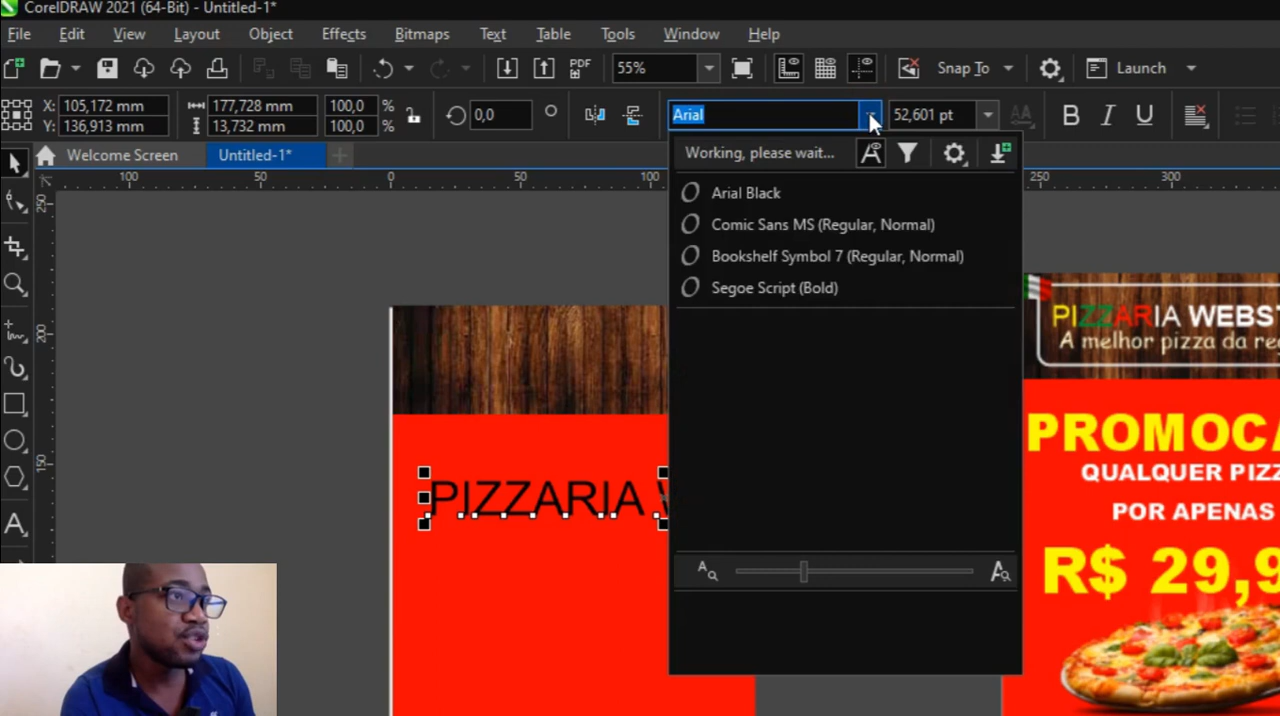 CorelDRAW 2021 (64-Bit) - Untitled-1*
File Edit View Layout Object Effects Bitmaps Text Table Tools Window Help
PDF 55% Snap To Launch
X: 105,172 mm 177,728 mm 100,0 % 0,0 Arial 52,601 pt B I U
Y: 136,913 mm 13,732 mm 100,0 %
Welcome Screen Untitled-1*
Working, please wait...
100 50 0 50 100 250 300
Arial Black
Comic Sans MS (Regular, Normal)
Bookshelf Symbol 7 (Regular, Normal)
Segoe Script (Bold)
250
200
150
PIZZARIA
PIZZARIA
A melhor pizza da
PROMOCA
QUALQUER PIZZ
POR APENAS
R$ 29,9